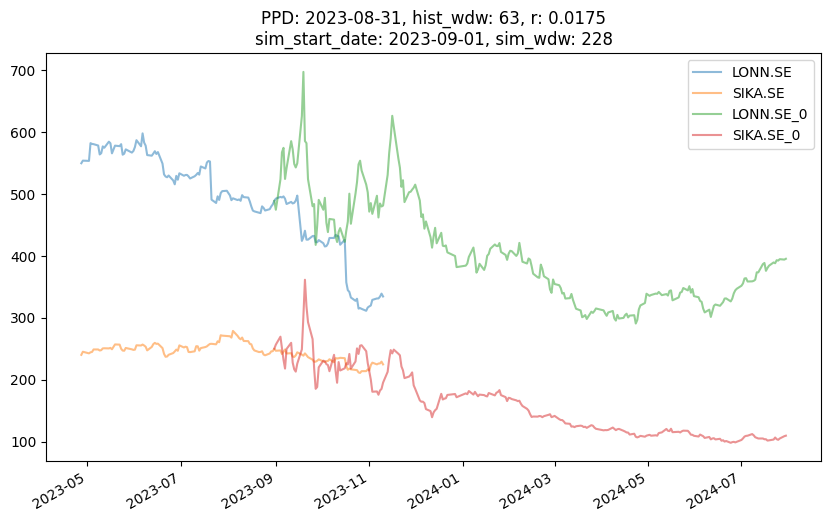 PPD: 2023-08-31, hist_wdw: 63, r: 0.0175
sim_start_date: 2023-09-01, sim_wdw: 228
LONN.SE
SIKA.SE
LONN.SE_0
SIKA.SE_0
700
600
500
400
300
200
100
2023-05
2023-07
2023-09
2023-11
2024-01
2024-03
2024-05
2024-07